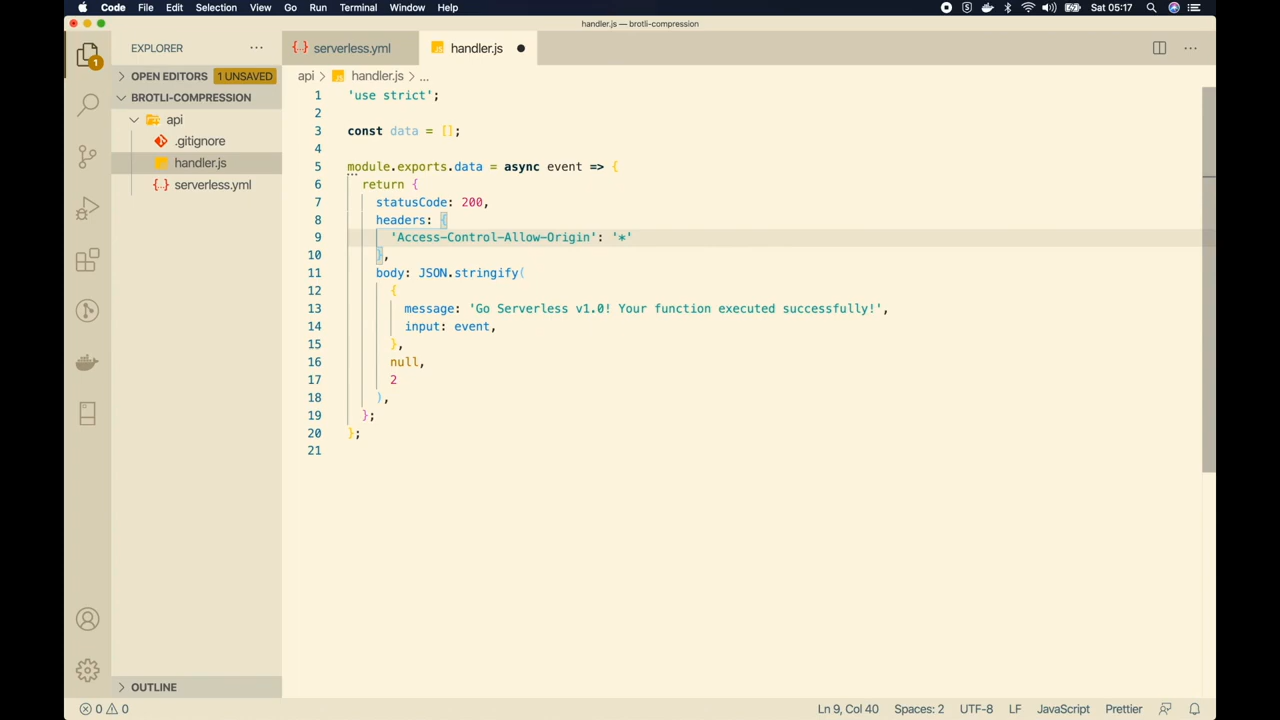 Code File Edit Selection View Go Run Terminal Window Help Sat 05:17
handler.js — brotli-compression
EXPLORER
serverless.yml
handler.js
OPEN EDITORS 1 UNSAVED
api > handler.js > ...
BROTLI-COMPRESSION
api
.gitignore
handler.js
serverless.yml
1 'use strict';
2
3 const data = [];
4
5 module.exports.data = async event => {
6 return {
7 statusCode: 200,
8 headers: {
9 'Access-Control-Allow-Origin': '*'
10 },
11 body: JSON.stringify(
12 {
13 message: 'Go Serverless v1.0! Your function executed successfully!',
14 input: event,
15 },
16 null,
17 2
18 ),
19 };
20 };
21
1
OUTLINE
0 0
Ln 9, Col 40 Spaces: 2 UTF-8 LF JavaScript Prettier